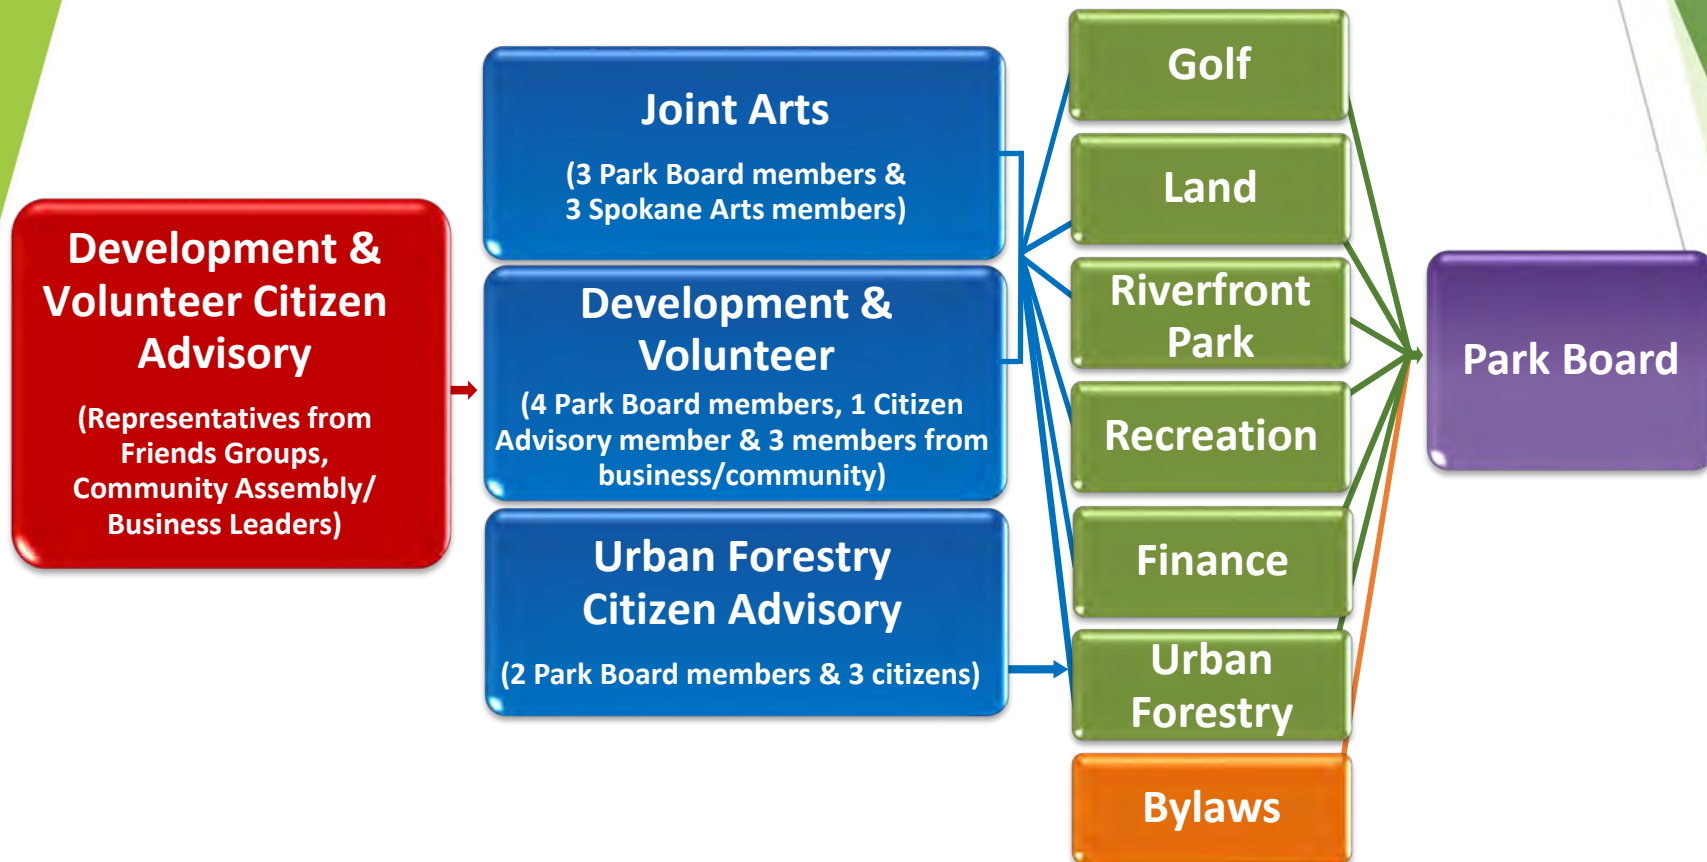 Development &
Volunteer Citizen
Advisory
(Representatives from
Friends Groups,
Community Assembly/
Business Leaders)
Joint Arts
(3 Park Board members &
3 Spokane Arts members)
Development &
Volunteer
(4 Park Board members, 1 Citizen
Advisory member & 3 members from
business/community)
Urban Forestry
Citizen Advisory
(2 Park Board members & 3 citizens)
Golf
Land
Riverfront
Park
Recreation
Finance
Urban
Forestry
Bylaws
Park Board